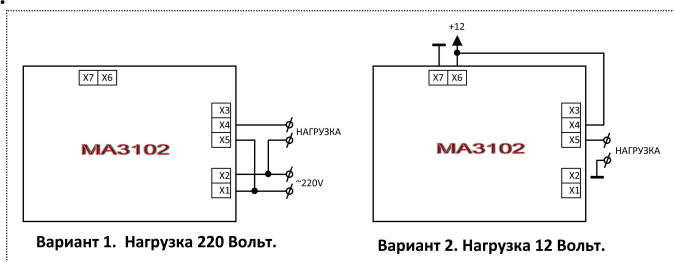 +12
X7 X6
X3
X4
X5
НАГРУЗКА
MA3102
X2
X1
~220V
Вариант 1. Нагрузка 220 Вольт.
X7 X6
X3
X4
X5
НАГРУЗКА
MA3102
X2
X1
Вариант 2. Нагрузка 12 Вольт.